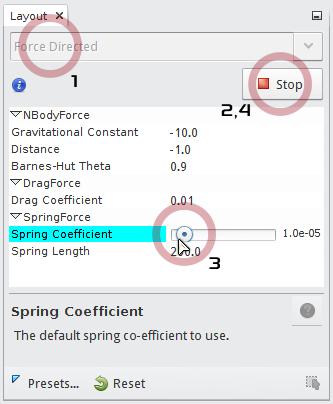 Layout
Force Directed
1
Stop
2,4
NBodyForce
Gravitational Constant -10.0
Distance -1.0
Barnes-Hut Theta 0.9
DragForce
Drag Coefficient 0.01
SpringForce
Spring Coefficient 1.0e-05
Spring Length 200.0
3
Spring Coefficient
The default spring co-efficient to use.
Presets... Reset